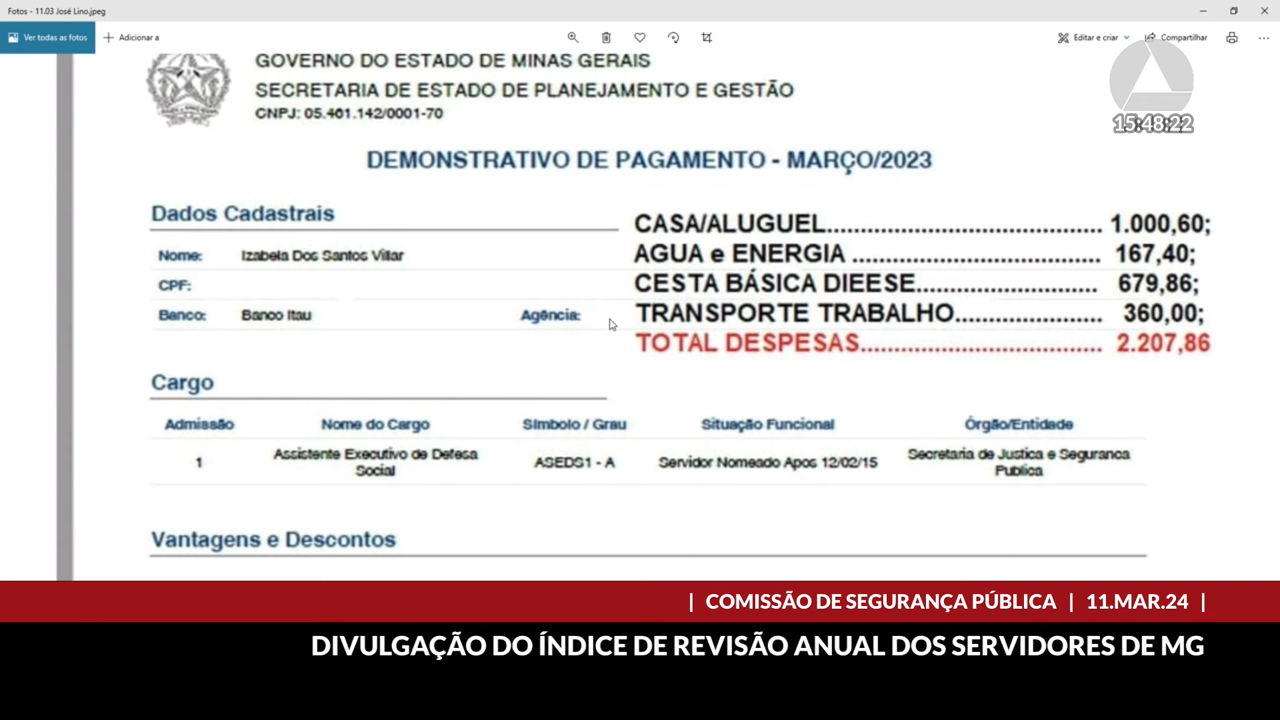 Fotos - 11.03 José Lino.jpeg
Ver todas as fotos
Adicionar a
Editar e criar
Compartilhar
15:48:22
GOVERNO DO ESTADO DE MINAS GERAIS
SECRETARIA DE ESTADO DE PLANEJAMENTO E GESTÃO
CNPJ: 05.461.142/0001-70
DEMONSTRATIVO DE PAGAMENTO - MARÇO/2023
Dados Cadastrais
Nome: Izabela Dos Santos Villar
CPF:
Banco: Banco Itau Agência:
CASA/ALUGUEL.................................... 1.000,60;
AGUA e ENERGIA ................................. 167,40;
CESTA BÁSICA DIEESE........................ 679,86;
TRANSPORTE TRABALHO................... 360,00;
TOTAL DESPESAS................................ 2.207,86
Cargo
Admissão Nome do Cargo Símbolo / Grau Situação Funcional Órgão/Entidade
1 Assistente Executivo de Defesa Social ASEDS1 - A Servidor Nomeado Apos 12/02/15 Secretaria de Justica e Seguranca Publica
Vantagens e Descontos
| COMISSÃO DE SEGURANÇA PÚBLICA | 11.MAR.24 |
DIVULGAÇÃO DO ÍNDICE DE REVISÃO ANUAL DOS SERVIDORES DE MG